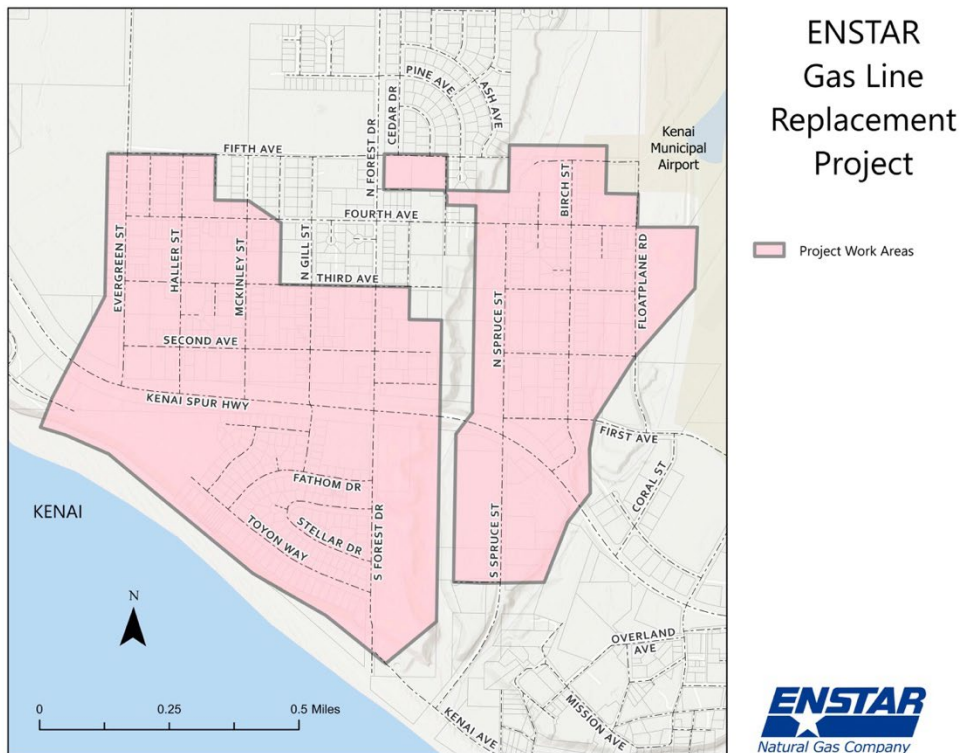 ENSTAR
Gas Line
Replacement
Project
Project Work Areas
PINE AVE
ASH AVE
CEDAR DR
N FOREST DR
FIFTH AVE
Kenai
Municipal
Airport
BIRCH ST
FOURTH AVE
EVERGREEN ST
HALLER ST
MCKINLEY ST
N GILL ST
THIRD AVE
FLOATPLANE RD
N SPRUCE ST
SECOND AVE
KENAI SPUR HWY
FIRST AVE
CORAL ST
FATHOM DR
STELLAR DR
TOYON WAY
S FOREST DR
S SPRUCE ST
KENAI
N
OVERLAND
AVE
MISSION AVE
KENAI AVE
0 0.25 0.5 Miles
ENSTAR
Natural Gas Company